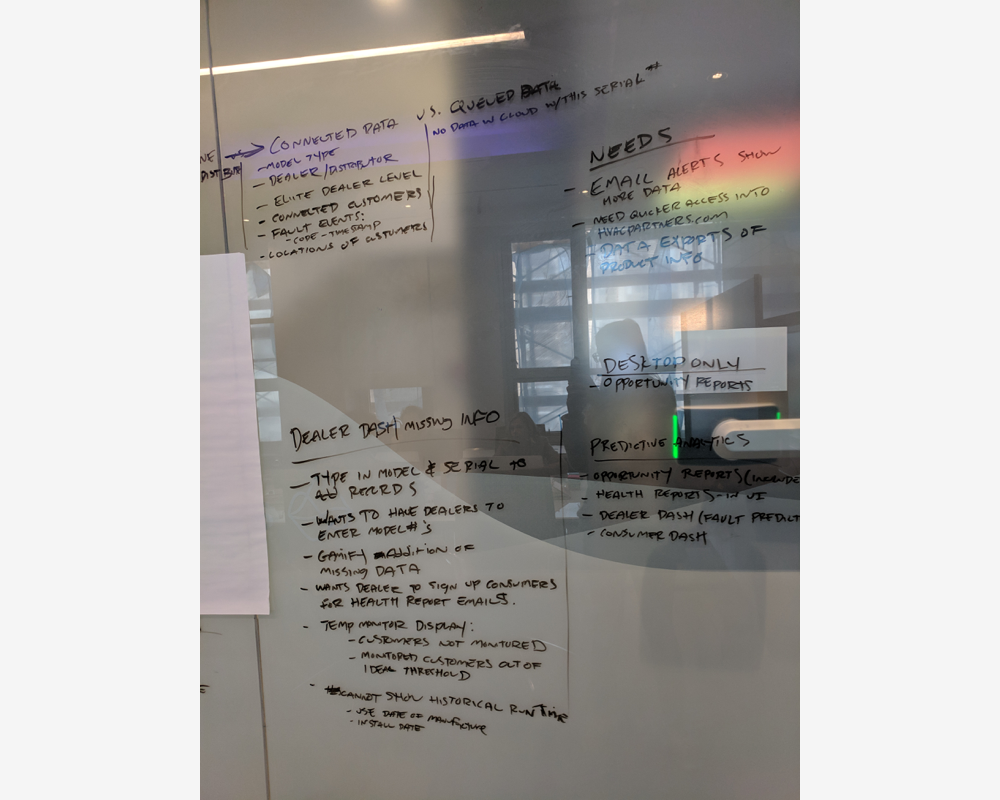 CONNECTED DATA VS. QUEUED DATA
NO DATA IN CLOUD W/THIS SERIAL #
- MODEL TYPE
- DEALER/DISTRIBUTOR
- ELITE DEALER LEVEL
- CONNECTED CUSTOMERS
- FAULT EVENTS:
- CODE - TIMESTAMP
- LOCATIONS OF CUSTUMERS
NEEDS
- EMAIL ALERTS SHOW
MORE DATA
- NEED QUICKER ACCESS INTO
HVACPARTNERS.COM
- DATA EXPORTS OF
PRODUCT INFO
DESKTOP ONLY
- OPPORTUNITY REPORTS
DEALER DASH MISSING INFO
- TYPE IN MODEL & SERIAL TO
ADD RECORDS
- WANTS TO HAVE DEALERS TO
ENTER MODEL#'S
- GAMIFY ADDITION OF
MISSING DATA
- WANTS DEALER TO SIGN UP CONSUMERS
FOR HEALTH REPORT EMAILS.
- TEMP MONITOR DISPLAY:
- CUSTOMERS NOT MONITORED
- MONITORED CUSTOMERS OUT OF
IDEAL THRESHOLD
- CANNOT SHOW HISTORICAL RUNTIME
- USE DATE OF MANUFACTURE
- INSTALL DATE
PREDICTIVE ANALYTICS
- OPPORTUNITY REPORTS (INCLUDE
- HEALTH REPORTS - IN UI
- DEALER DASH (FAULT PREDICT
- CONSUMER DASH